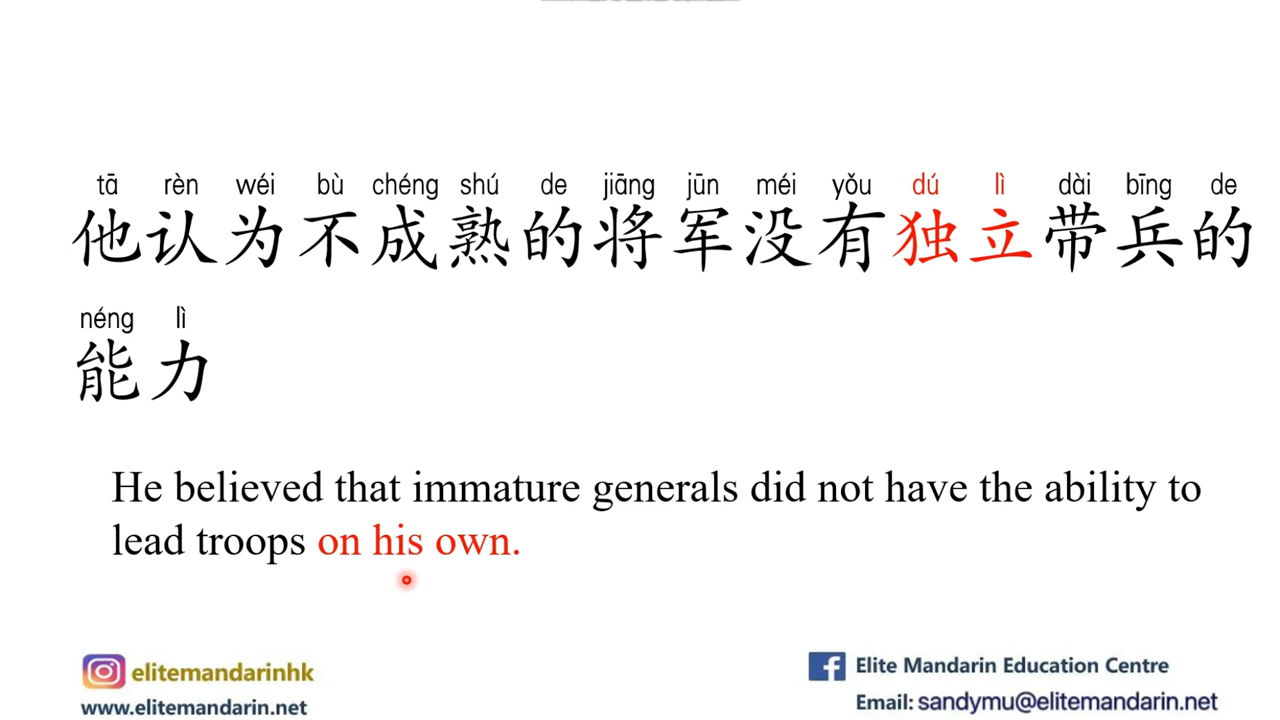 tā rèn wéi bù chéng shú de jiāng jūn méi yǒu dú lì dài bīng de
他认为不成熟的将军没有独立带兵的
néng lì
能力
He believed that immature generals did not have the ability to
lead troops on his own.
elitemandarinhk
www.elitemandarin.net
Elite Mandarin Education Centre
Email: sandymu@elitemandarin.net